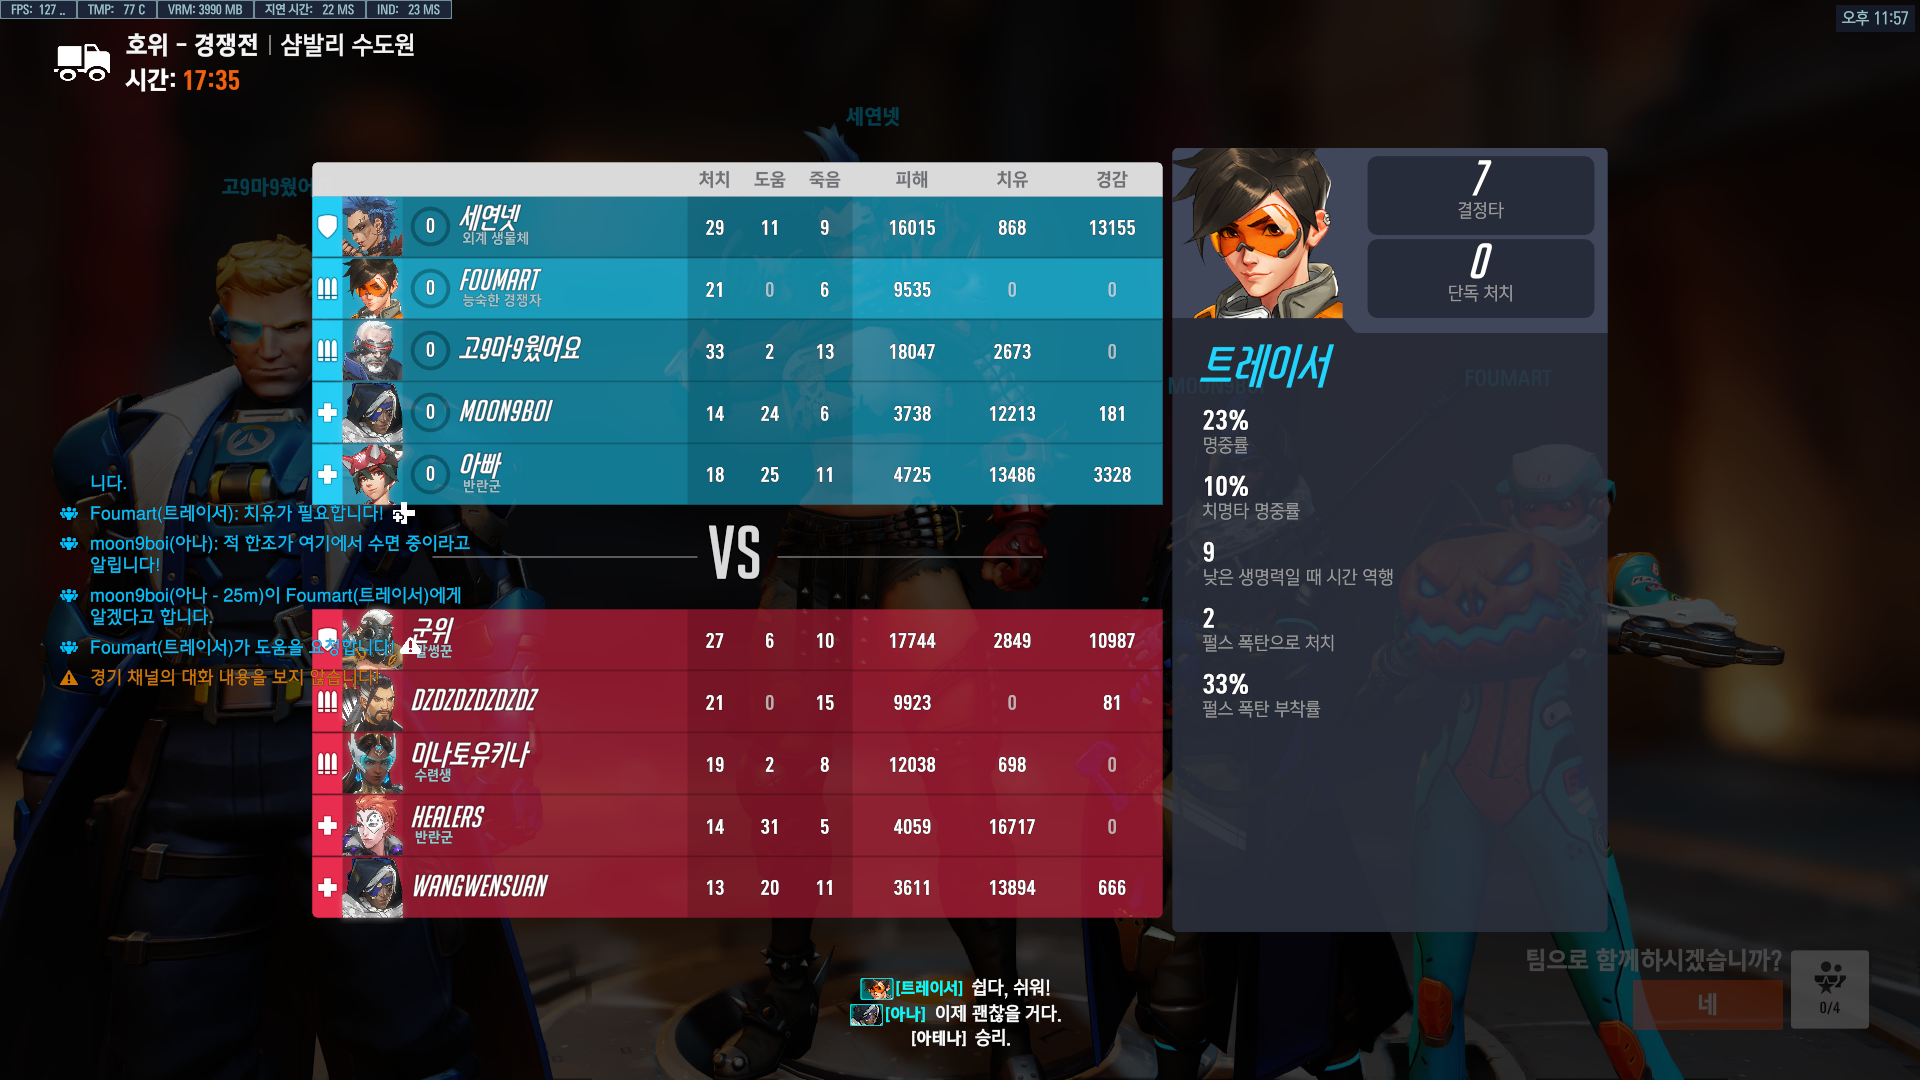 FPS: 127 .. TMP: 77 C VRM: 3990 MB 지연 시간: 22 MS IND: 23 MS
오후 11:57
호위 - 경쟁전 | 샴발리 수도원
시간: 17:35
세연넷
고9마9웠어
처치 도움 죽음 피해 치유 경감
0 세연넷 29 11 9 16015 868 13155
외계 생물체
0 FOUMART 21 0 6 9535 0 0
능숙한 경쟁자
0 고9마9웠어요 33 2 13 18047 2673 0
0 MOON9BOI 14 24 6 3738 12213 181
0 아빠 18 25 11 4725 13486 3328
반란군
VS
군위 27 6 10 17744 2849 10987
말썽꾼
DZDZDZDZDZDZ 21 0 15 9923 0 81
미나토유키나 19 2 8 12038 698 0
수련생
HEALERS 14 31 5 4059 16717 0
반란군
WANGWENSUAN 13 20 11 3611 13894 666
니다.
Foumart(트레이서): 치유가 필요합니다!
moon9boi(아나): 적 한조가 여기에서 수면 중이라고
알립니다!
moon9boi(아나 - 25m)이 Foumart(트레이서)에게
알겠다고 합니다.
Foumart(트레이서)가 도움을 요청합니다!
경기 채널의 대화 내용을 보지 않습니다!
7
결정타
0
단독 처치
트레이서
MOON9BOI
FOUMART
23%
명중률
10%
치명타 명중률
9
낮은 생명력일 때 시간 역행
2
펄스 폭탄으로 처치
33%
펄스 폭탄 부착률
[트레이서] 쉽다, 쉬워!
[아나] 이제 괜찮을 거다.
[아테나] 승리.
팀으로 함께하시겠습니까?
네
0/4